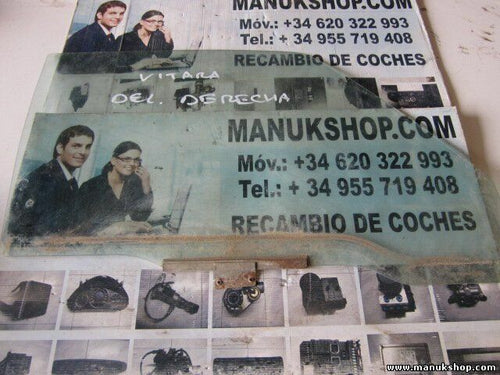 MANUKSHOP.COM
Móv.: +34 620 322 993
Tel.: + 34 955 719 408
RECAMBIO DE COCHES
VITARA
DEL. DERECHA
MANUKSHOP.COM
Móv.: +34 620 322 993
Tel.: + 34 955 719 408
RECAMBIO DE COCHES
www.manukshop.com